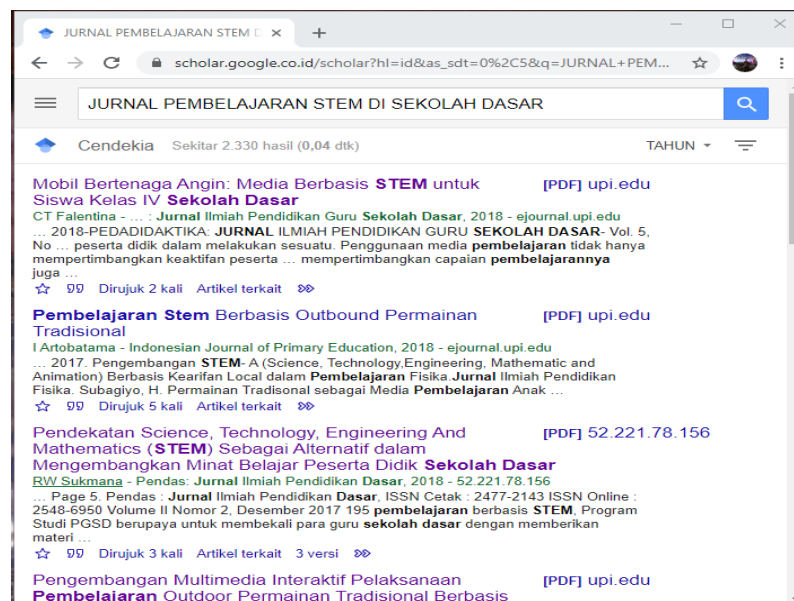 JURNAL PEMBELAJARAN STEM D
scholar.google.co.id/scholar?hl=id&as_sdt=0%2C5&q=JURNAL+PEM...
JURNAL PEMBELAJARAN STEM DI SEKOLAH DASAR
Cendekia Sekitar 2.330 hasil (0,04 dtk) TAHUN
Mobil Bertenaga Angin: Media Berbasis STEM untuk [PDF] upi.edu
Siswa Kelas IV Sekolah Dasar
CT Falentina - ... : Jurnal Ilmiah Pendidikan Guru Sekolah Dasar, 2018 - ejournal.upi.edu
... 2018-PEDADIDAKTIKA: JURNAL ILMIAH PENDIDIKAN GURU SEKOLAH DASAR- Vol. 5,
No ... peserta didik dalam melakukan sesuatu. Penggunaan media pembelajaran tidak hanya
mempertimbangkan keaktifan peserta ... mempertimbangkan capaian pembelajarannya
juga ...
Dirujuk 2 kali Artikel terkait
Pembelajaran Stem Berbasis Outbound Permainan [PDF] upi.edu
Tradisional
I Artobatama - Indonesian Journal of Primary Education, 2018 - ejournal.upi.edu
... 2017. Pengembangan STEM- A (Science, Technology,Engineering, Mathematic and
Animation) Berbasis Kearifan Local dalam Pembelajaran Fisika.Jurnal Ilmiah Pendidikan
Fisika. Subagiyo, H. Permainan Tradisonal sebagai Media Pembelajaran Anak ...
Dirujuk 5 kali Artikel terkait
Pendekatan Science, Technology, Engineering And [PDF] 52.221.78.156
Mathematics (STEM) Sebagai Alternatif dalam
Mengembangkan Minat Belajar Peserta Didik Sekolah Dasar
RW Sukmana - Pendas: Jurnal Ilmiah Pendidikan Dasar, 2018 - 52.221.78.156
... Page 5. Pendas : Jurnal Ilmiah Pendidikan Dasar, ISSN Cetak : 2477-2143 ISSN Online :
2548-6950 Volume II Nomor 2, Desember 2017 195 pembelajaran berbasis STEM, Program
Studi PGSD berupaya untuk membekali para guru sekolah dasar dengan memberikan
materi ...
Dirujuk 3 kali Artikel terkait 3 versi
Pengembangan Multimedia Interaktif Pelaksanaan [PDF] upi.edu
Pembelajaran Outdoor Permainan Tradisional Berbasis